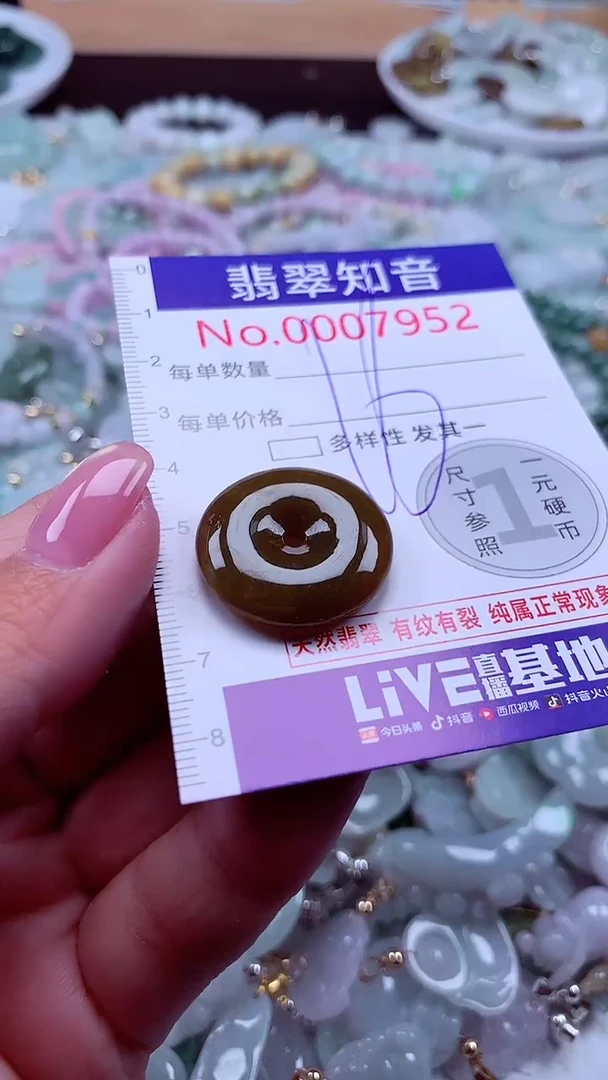 翡翠知音
No.0007952
每单数量
每单价格
多样性 发其一
尺寸参照
1
一元硬币
天然翡翠 有纹有裂 纯属正常现象
LiVE直播基地
今日头条 抖音 西瓜视频 抖音火山
0
1
2
3
4
5
7
8